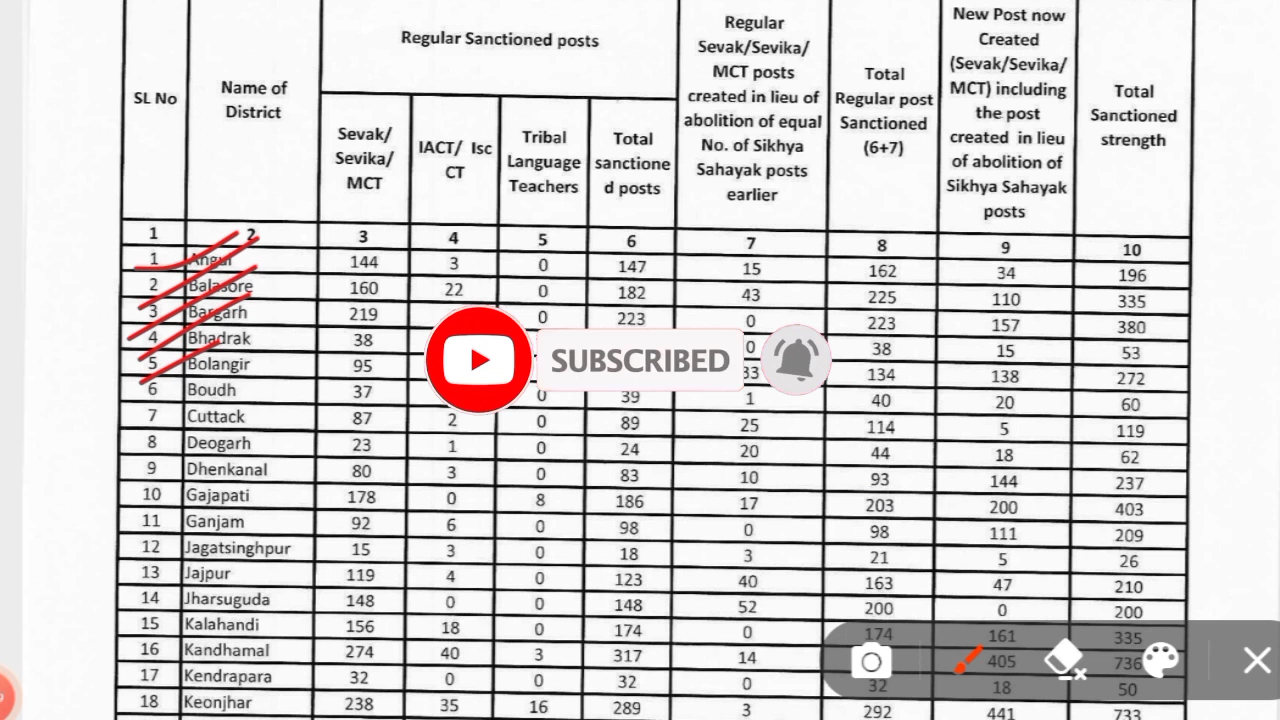 SL No
Name of
District
Regular Sanctioned posts
Sevak/
Sevika/
MCT
IACT/ Isc
CT
Tribal
Language
Teachers
Total
sanctione
d posts
Regular
Sevak/Sevika/
MCT posts
created in lieu of
abolition of equal
No. of Sikhya
Sahayak posts
earlier
Total
Regular post
Sanctioned
(6+7)
New Post now
Created
(Sevak/Sevika/
MCT) including
the post
created in lieu
of abolition of
Sikhya Sahayak
posts
Total
Sanctioned
strength
1 2 3 4 5 6 7 8 9 10
1 Angul 144 3 0 147 15 162 34 196
2 Balasore 160 22 0 182 43 225 110 335
3 Bargarh 219 0 223 0 223 157 380
4 Bhadrak 38 0 38 15 53
5 Bolangir 95 33 134 138 272
6 Boudh 37 0 39 1 40 20 60
7 Cuttack 87 2 0 89 25 114 5 119
8 Deogarh 23 1 0 24 20 44 18 62
9 Dhenkanal 80 3 0 83 10 93 144 237
10 Gajapati 178 0 8 186 17 203 200 403
11 Ganjam 92 6 0 98 0 98 111 209
12 Jagatsinghpur 15 3 0 18 3 21 5 26
13 Jajpur 119 4 0 123 40 163 47 210
14 Jharsuguda 148 0 0 148 52 200 0 200
15 Kalahandi 156 18 0 174 0 174 161 335
16 Kandhamal 274 40 3 317 14 405 736
17 Kendrapara 32 0 0 32 0 32 18 50
18 Keonjhar 238 35 16 289 3 292 441 733
SUBSCRIBED